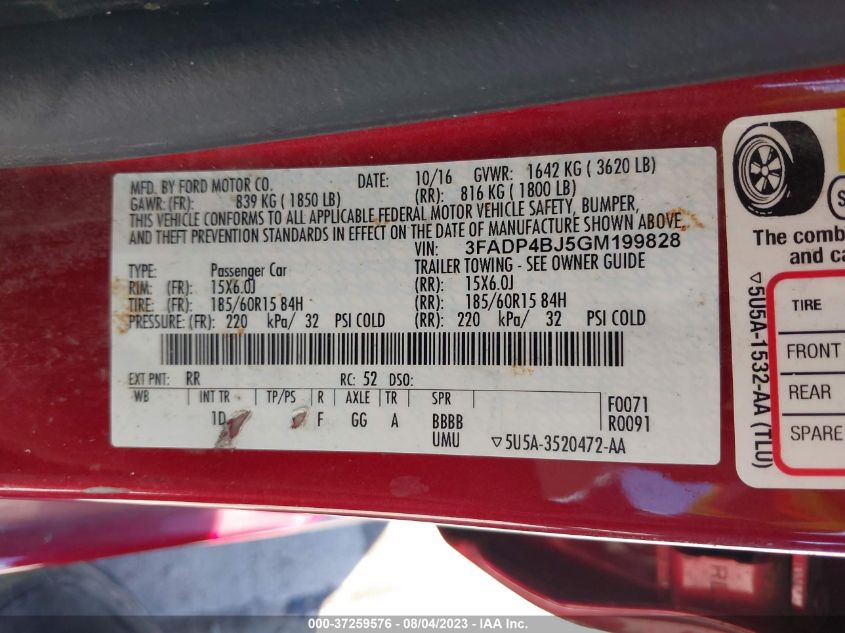 MFD. BY FORD MOTOR CO. DATE: 10/16 GVWR: 1642 KG ( 3620 LB)
GAWR: (FR): 839 KG ( 1850 LB) (RR): 816 KG ( 1800 LB)
THIS VEHICLE CONFORMS TO ALL APPLICABLE FEDERAL MOTOR VEHICLE SAFETY, BUMPER,
AND THEFT PREVENTION STANDARDS IN EFFECT ON THE DATE OF MANUFACTURE SHOWN ABOVE.
VIN: 3FADP4BJ5GM199828
TYPE: Passenger Car TRAILER TOWING - SEE OWNER GUIDE
RIM: (FR): 15X6.0J (RR): 15X6.0J
TIRE: (FR): 185/60R15 84H (RR): 185/60R15 84H
PRESSURE: (FR): 220 kPa/ 32 PSI COLD (RR): 220 kPa/ 32 PSI COLD
EXT PNT: RR RC: 52 DSO:
WB INT TR TP/PS R AXLE TR SPR F0071
1D F GG A BBBB R0091
UMU ▽5U5A-3520472-AA
The comb
and ca
TIRE
FRONT
REAR
SPARE
▽5U5A-1532-AA (TLU)
000-37259576 - 08/04/2023 - IAA, Inc.